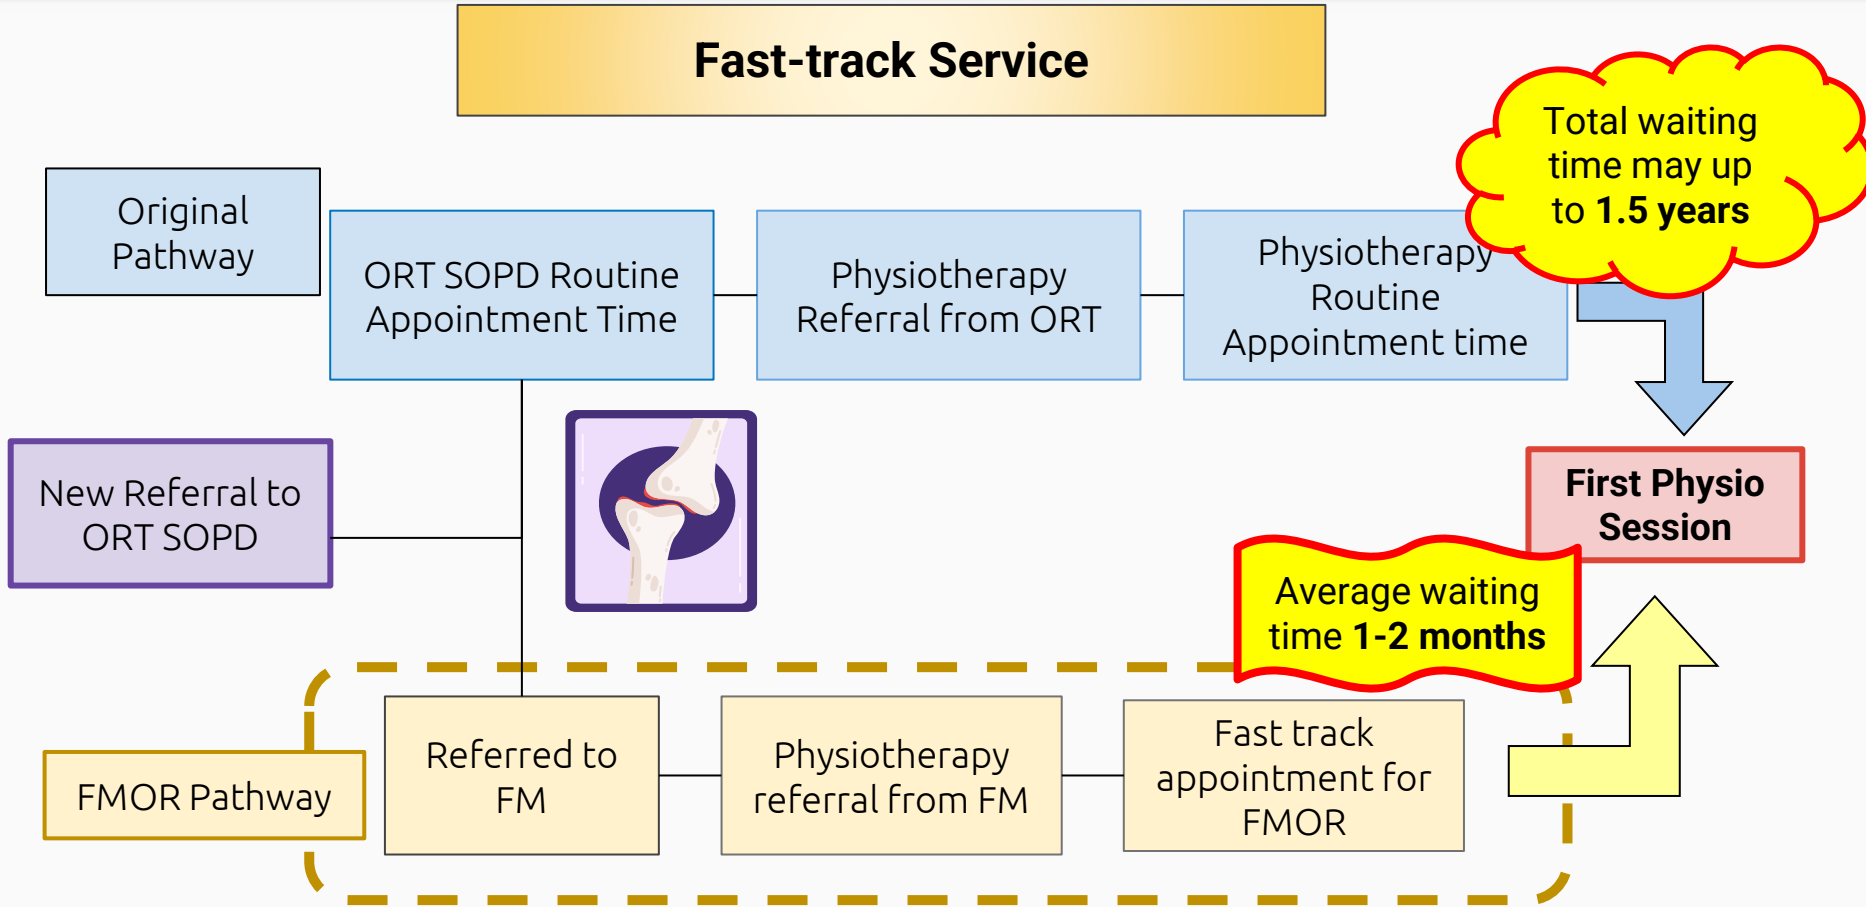 Fast-track Service
Total waiting
time may up
to 1.5 years
Original
Pathway
ORT SOPD Routine
Appointment Time
Physiotherapy
Referral from ORT
Physiotherapy
Routine
Appointment time
New Referral to
ORT SOPD
First Physio
Session
Average waiting
time 1-2 months
FMOR Pathway
Referred to
FM
Physiotherapy
referral from FM
Fast track
appointment for
FMOR